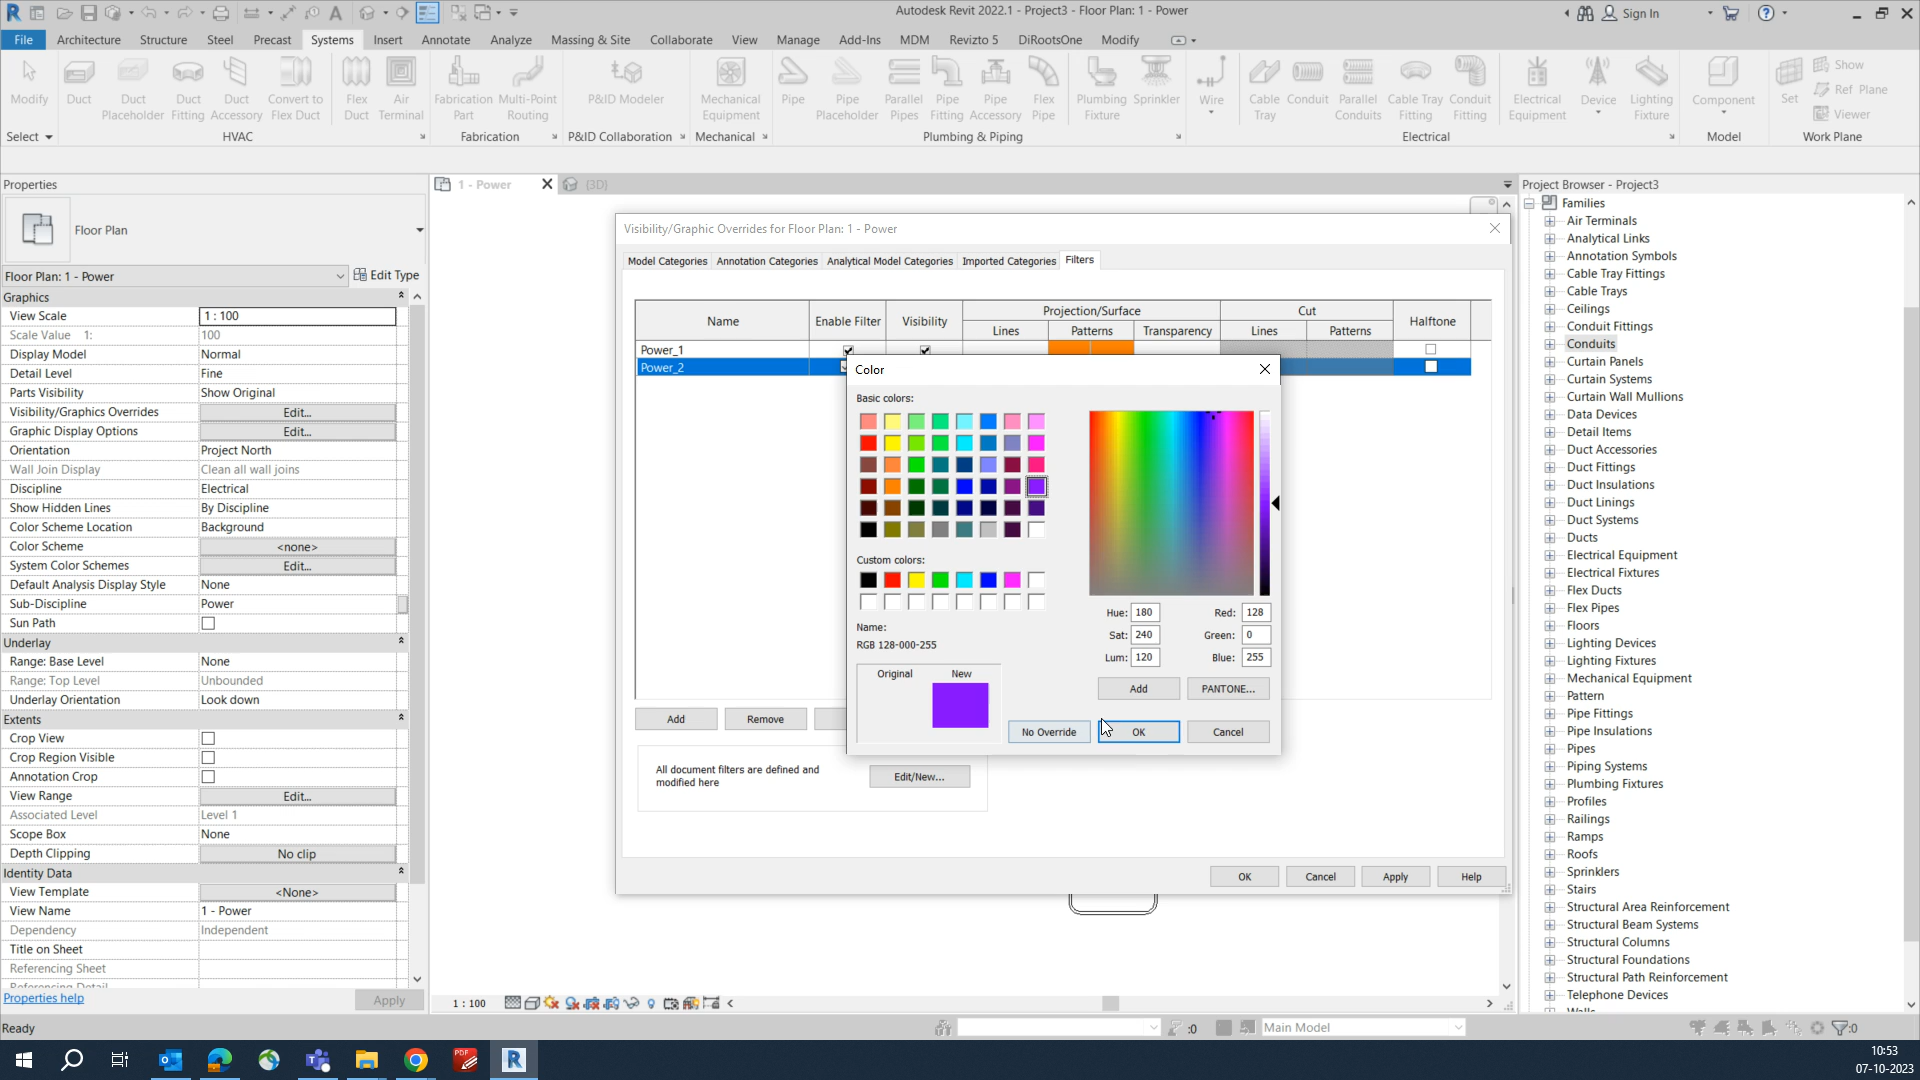 Autodesk Revit 2022.1 - Project3 - Floor Plan: 1 - Power
Sign In
File Architecture Structure Steel Precast Systems Insert Annotate Analyze Massing & Site Collaborate View Manage Add-Ins MDM Revizto 5 DiRootsOne Modify
Modify
Duct
Duct Placeholder
Duct Fitting
Duct Accessory
Convert to Flex Duct
Flex Duct
Air Terminal
Fabrication Part
Multi-Point Routing
P&ID Modeler
Mechanical Equipment
Pipe
Pipe Placeholder
Parallel Pipes
Pipe Fitting
Pipe Accessory
Flex Pipe
Plumbing Fixture
Sprinkler
Wire
Cable Tray
Conduit
Parallel Conduits
Cable Tray Fitting
Conduit Fitting
Electrical Equipment
Device
Lighting Fixture
Component
Set
Show
Ref Plane
Viewer
Select HVAC Fabrication P&ID Collaboration Mechanical Plumbing & Piping Electrical Model Work Plane
Properties
Floor Plan
Floor Plan: 1 - Power Edit Type
Graphics
View Scale 1 : 100
Scale Value 1: 100
Display Model Normal
Detail Level Fine
Parts Visibility Show Original
Visibility/Graphics Overrides Edit...
Graphic Display Options Edit...
Orientation Project North
Wall Join Display Clean all wall joins
Discipline Electrical
Show Hidden Lines By Discipline
Color Scheme Location Background
Color Scheme <none>
System Color Schemes Edit...
Default Analysis Display Style None
Sub-Discipline Power
Sun Path
Underlay
Range: Base Level None
Range: Top Level Unbounded
Underlay Orientation Look down
Extents
Crop View
Crop Region Visible
Annotation Crop
View Range Edit...
Associated Level Level 1
Scope Box None
Depth Clipping No clip
Identity Data
View Template <None>
View Name 1 - Power
Dependency Independent
Title on Sheet
Referencing Sheet
Referencing Detail
Properties help Apply
1 - Power {3D}
Visibility/Graphic Overrides for Floor Plan: 1 - Power
Model Categories Annotation Categories Analytical Model Categories Imported Categories Filters
Name Enable Filter Visibility Projection/Surface Cut Halftone
Lines Patterns Transparency Lines Patterns
Power_1
Power_2
Add Remove
All document filters are defined and
modified here
Edit/New...
OK Cancel Apply Help
Color
Basic colors:
Custom colors:
Name:
RGB 128-000-255
Original New
Hue: 180 Red: 128
Sat: 240 Green: 0
Lum: 120 Blue: 255
Add PANTONE...
No Override OK Cancel
1 : 100
Project Browser - Project3
Families
Air Terminals
Analytical Links
Annotation Symbols
Cable Tray Fittings
Cable Trays
Ceilings
Conduit Fittings
Conduits
Curtain Panels
Curtain Systems
Curtain Wall Mullions
Data Devices
Detail Items
Duct Accessories
Duct Fittings
Duct Insulations
Duct Linings
Duct Systems
Ducts
Electrical Equipment
Electrical Fixtures
Flex Ducts
Flex Pipes
Floors
Lighting Devices
Lighting Fixtures
Mechanical Equipment
Pattern
Pipe Fittings
Pipe Insulations
Pipes
Piping Systems
Plumbing Fixtures
Profiles
Railings
Ramps
Roofs
Sprinklers
Stairs
Structural Area Reinforcement
Structural Beam Systems
Structural Columns
Structural Foundations
Structural Path Reinforcement
Telephone Devices
Walls
Ready :0 Main Model :0
10:53
07-10-2023